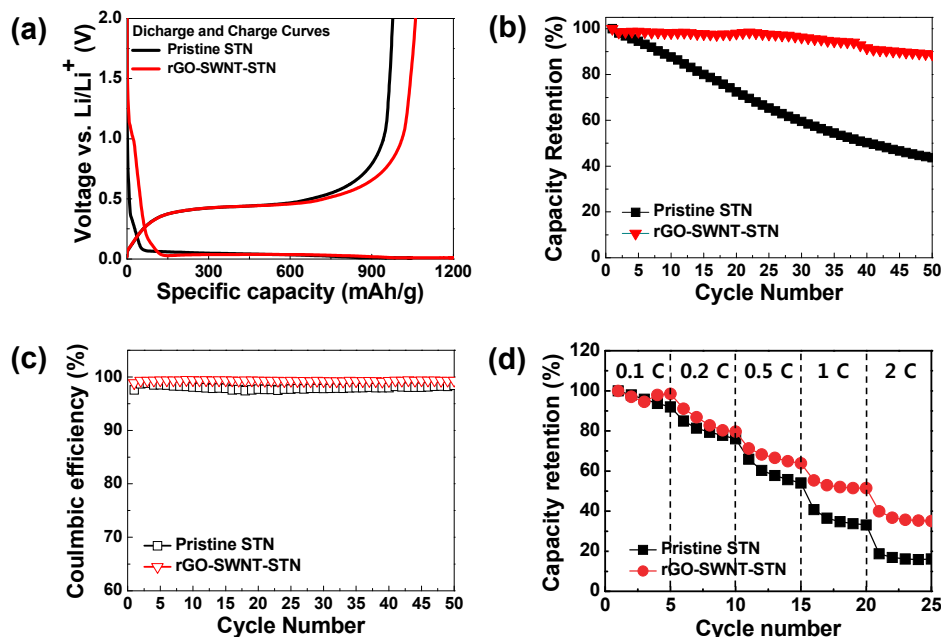 (a)
Dicharge and Charge Curves
Pristine STN
rGO-SWNT-STN
Voltage vs. Li/Li⁺ (V)
2.0
1.5
1.0
0.5
0.0
0
300
600
900
1200
Specific capacity (mAh/g)
(b)
Capacity Retention (%)
100
80
60
40
20
0
Pristine STN
rGO-SWNT-STN
0 5 10 15 20 25 30 35 40 45 50
Cycle Number
(c)
Coulmbic efficiency (%)
100
90
80
70
60
Pristine STN
rGO-SWNT-STN
0 5 10 15 20 25 30 35 40 45 50
Cycle Number
(d)
Capacity retention (%)
120
100
80
60
40
20
0
0.1 C
0.2 C
0.5 C
1 C
2 C
Pristine STN
rGO-SWNT-STN
0 5 10 15 20 25
Cycle Number